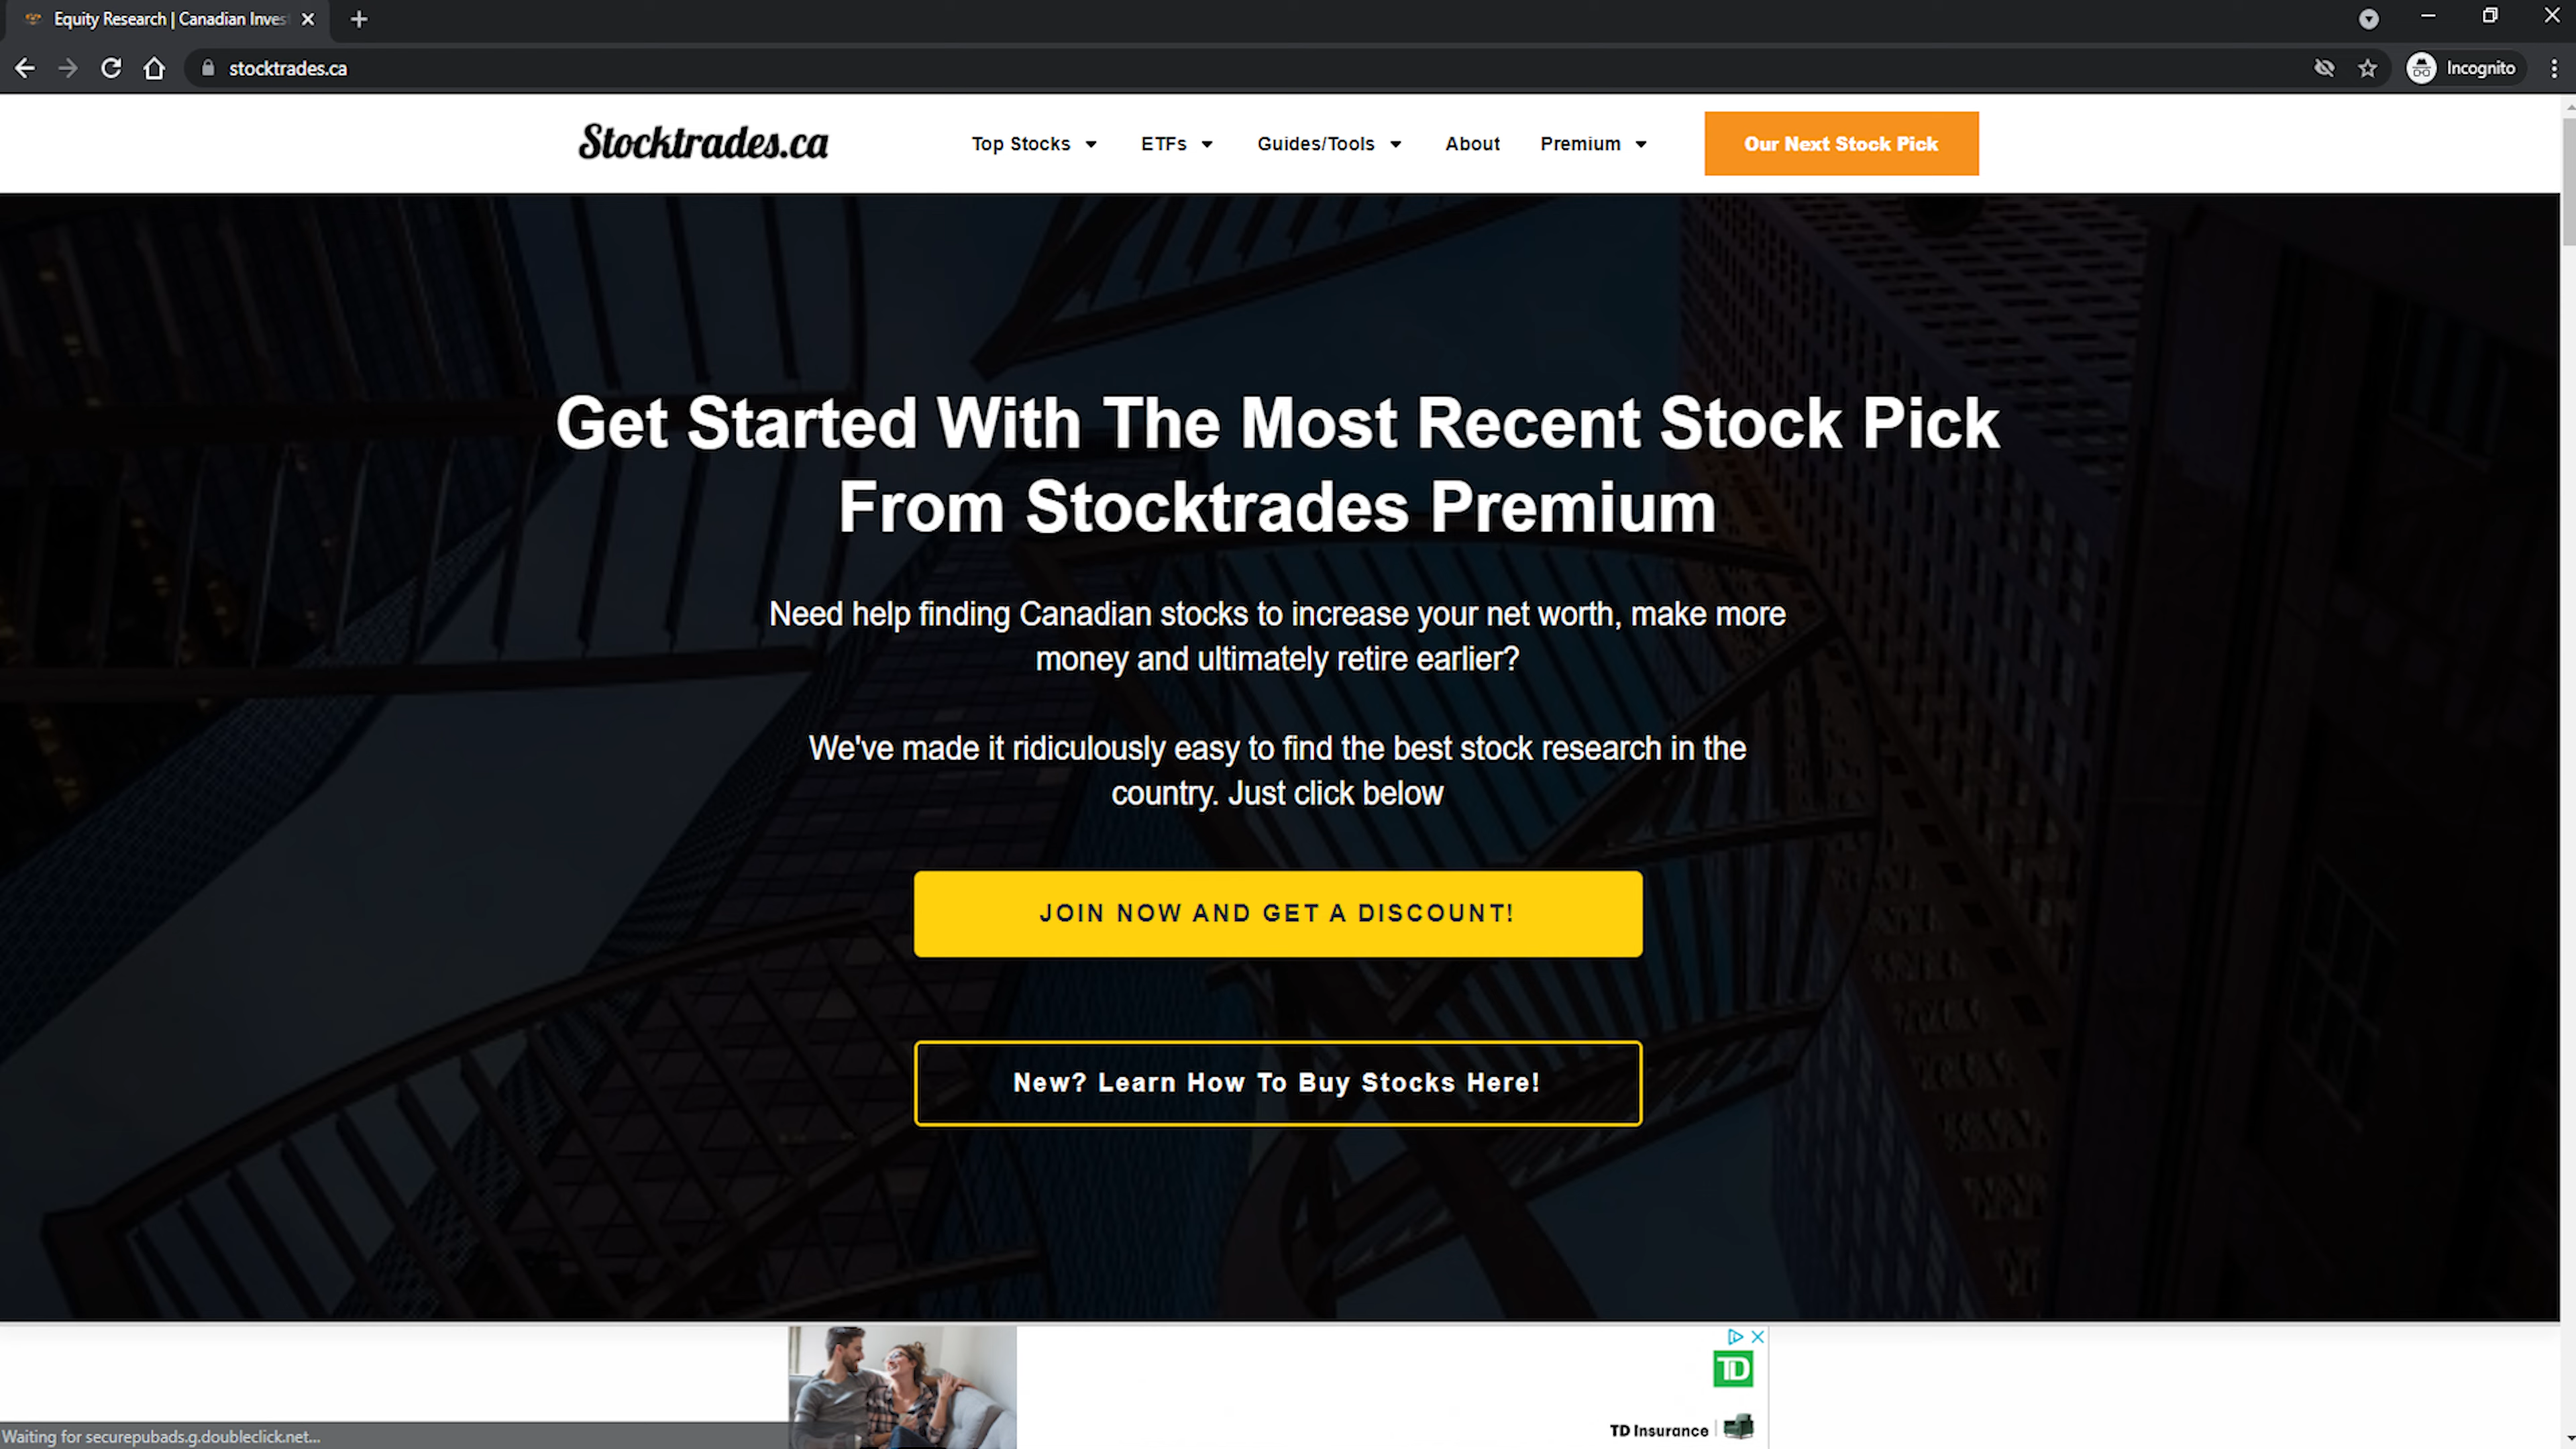 Equity Research | Canadian Inves
stocktrades.ca
Incognito
Stocktrades.ca
Top Stocks
ETFs
Guides/Tools
About
Premium
Our Next Stock Pick
Get Started With The Most Recent Stock Pick
From Stocktrades Premium
Need help finding Canadian stocks to increase your net worth, make more
money and ultimately retire earlier?
We've made it ridiculously easy to find the best stock research in the
country. Just click below
JOIN NOW AND GET A DISCOUNT!
New? Learn How To Buy Stocks Here!
TD
TD Insurance
Waiting for securepubads.g.doubleclick.net...